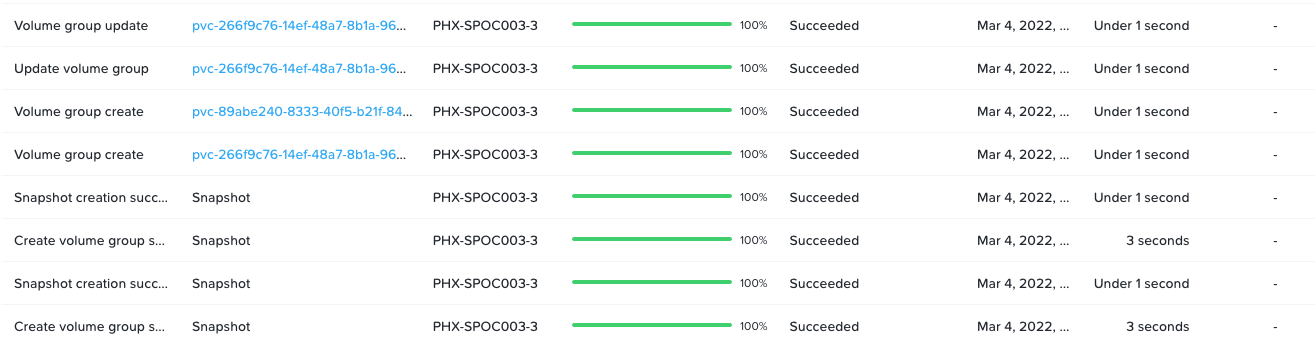 Volume group update pvc-266f9c76-14ef-48a7-8b1a-96... PHX-SPOC003-3 100% Succeeded Mar 4, 2022, ... Under 1 second -
Update volume group pvc-266f9c76-14ef-48a7-8b1a-96... PHX-SPOC003-3 100% Succeeded Mar 4, 2022, ... Under 1 second -
Volume group create pvc-89abe240-8333-40f5-b21f-84... PHX-SPOC003-3 100% Succeeded Mar 4, 2022, ... Under 1 second -
Volume group create pvc-266f9c76-14ef-48a7-8b1a-96... PHX-SPOC003-3 100% Succeeded Mar 4, 2022, ... Under 1 second -
Snapshot creation succ... Snapshot PHX-SPOC003-3 100% Succeeded Mar 4, 2022, ... Under 1 second -
Create volume group s... Snapshot PHX-SPOC003-3 100% Succeeded Mar 4, 2022, ... 3 seconds -
Snapshot creation succ... Snapshot PHX-SPOC003-3 100% Succeeded Mar 4, 2022, ... Under 1 second -
Create volume group s... Snapshot PHX-SPOC003-3 100% Succeeded Mar 4, 2022, ... 3 seconds -